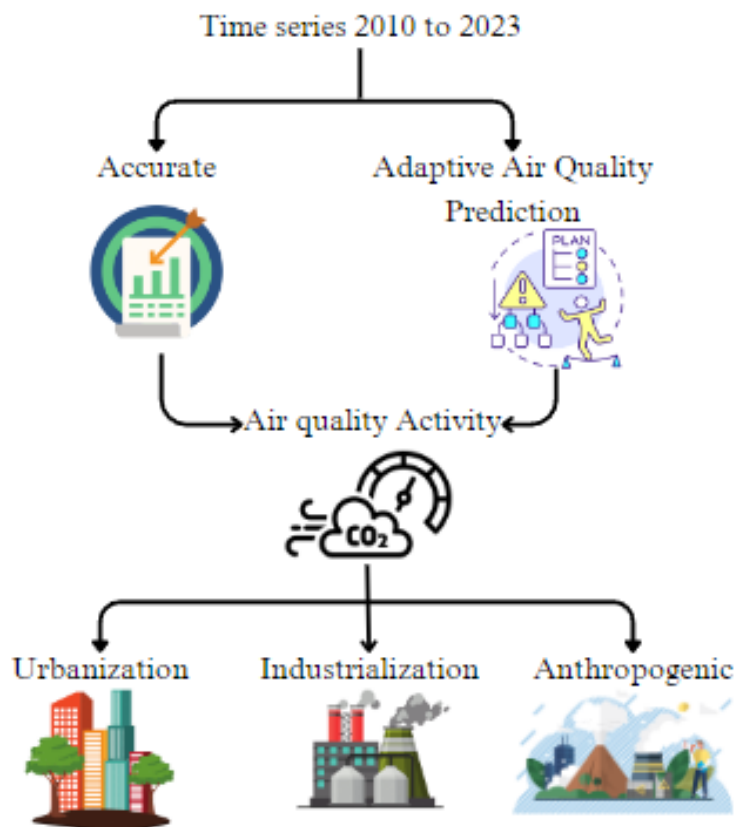 Time series 2010 to 2023
Accurate
Adaptive Air Quality
Prediction
PLAN
Air quality Activity
CO₂
Urbanization
Industrialization
Anthropogenic